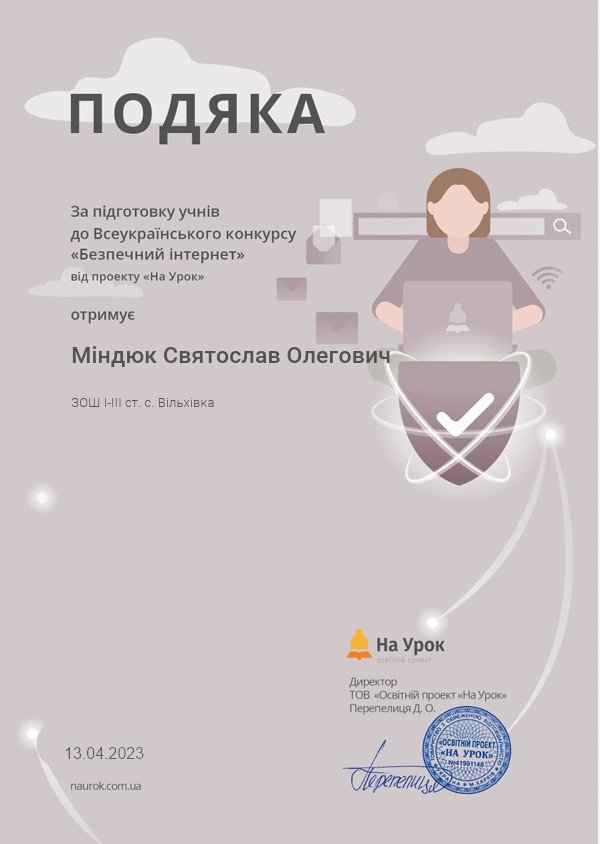 ПОДЯКА
За підготовку учнів
до Всеукраїнського конкурсу
«Безпечний інтернет»
від проекту «На Урок»
отримує
Міндюк Святослав Олегович
ЗОШ І-ІІІ ст. с. Вільхівка
На Урок
освітній проект
Директор
ТОВ «Освітній проект «На Урок»
Перепелиця Д. О.
«ОСВІТНІЙ ПРОЕКТ
«НА УРОК»
№41991148
13.04.2023
naurok.com.ua